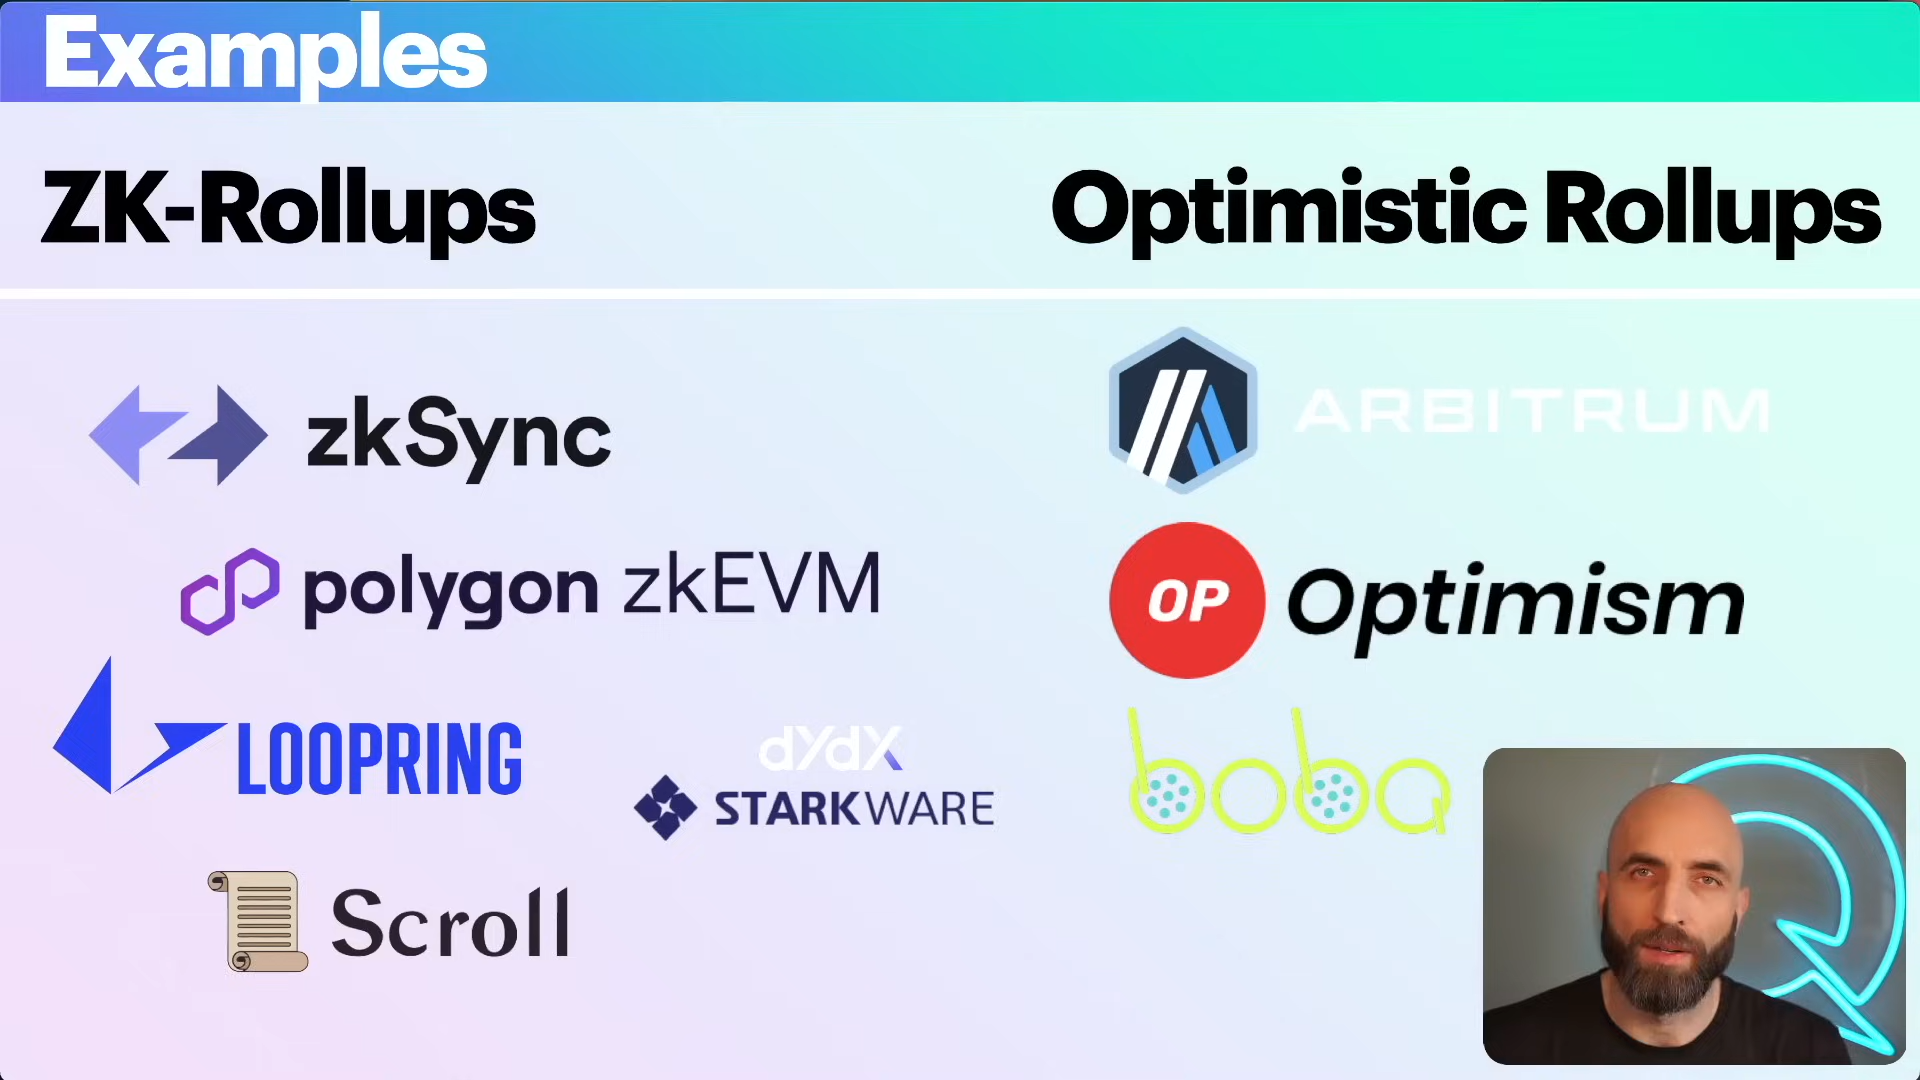 Examples
ZK-Rollups
Optimistic Rollups
zkSync
ARBITRUM
polygon zkEVM
OP Optimism
LOOPRING
dYdX
STARKWARE
boba
Scroll